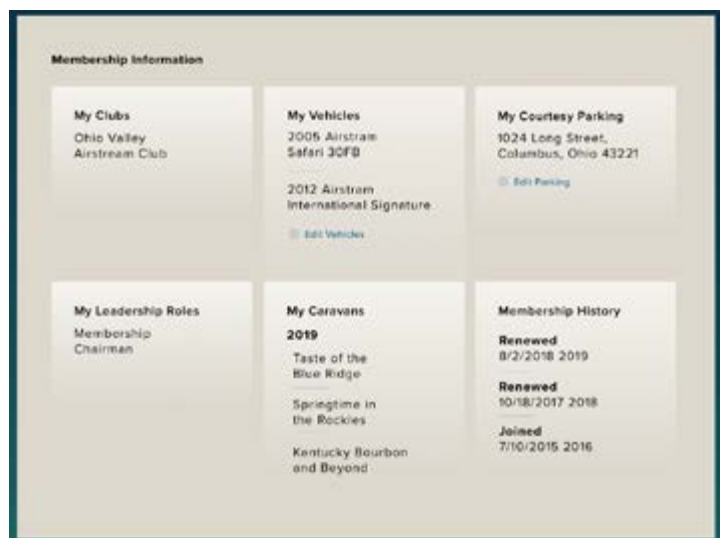 Membership Information
My Clubs
Ohio Valley
Airstream Club
My Vehicles
2005 Airstram
Safari 30FB
2012 Airstram
International Signature
Edit Vehicles
My Courtesy Parking
1024 Long Street,
Columbus, Ohio 43221
Edit Parking
My Leadership Roles
Membership
Chairman
My Caravans
2019
Taste of the
Blue Ridge
Springtime in
the Rockies
Kentucky Bourbon
and Beyond
Membership History
Renewed
8/2/2018 2019
Renewed
10/18/2017 2018
Joined
7/10/2015 2016